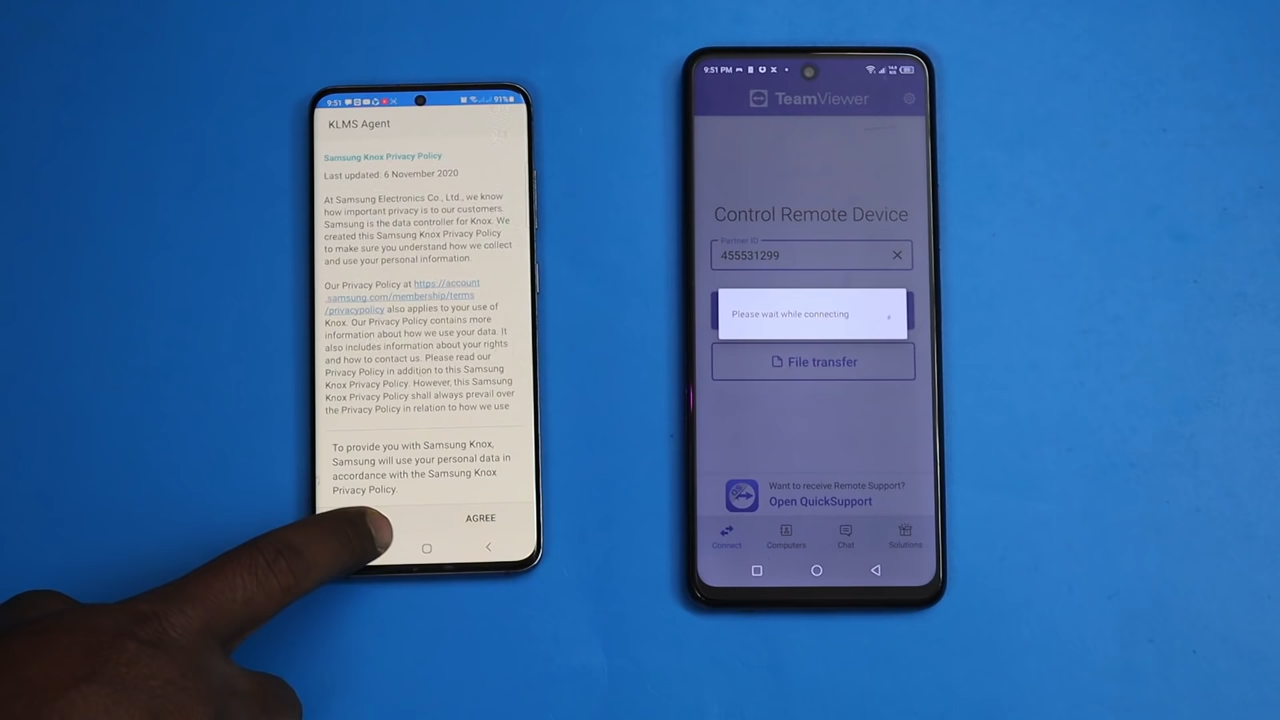 9:51
91%
KLMS Agent
Samsung Knox Privacy Policy
Last updated: 6 November 2020
At Samsung Electronics Co., Ltd., we know
how important privacy is to our customers.
Samsung is the data controller for Knox. We
created this Samsung Knox Privacy Policy
to make sure you understand how we collect
and use your personal information.
Our Privacy Policy at https://account
.samsung.com/membership/terms
/privacypolicy also applies to your use of
Knox. Our Privacy Policy contains more
information about how we use your data. It
also includes information about your rights
and how to contact us. Please read our
Privacy Policy in addition to this Samsung
Knox Privacy Policy. However, this Samsung
Knox Privacy Policy shall always prevail over
the Privacy Policy in relation to how we use
To provide you with Samsung Knox,
Samsung will use your personal data in
accordance with the Samsung Knox
Privacy Policy.
AGREE
9:51 PM
TeamViewer
Control Remote Device
Partner ID
455531299
Please wait while connecting
File transfer
Want to receive Remote Support?
Open QuickSupport
Connect
Computers
Chat
Solutions